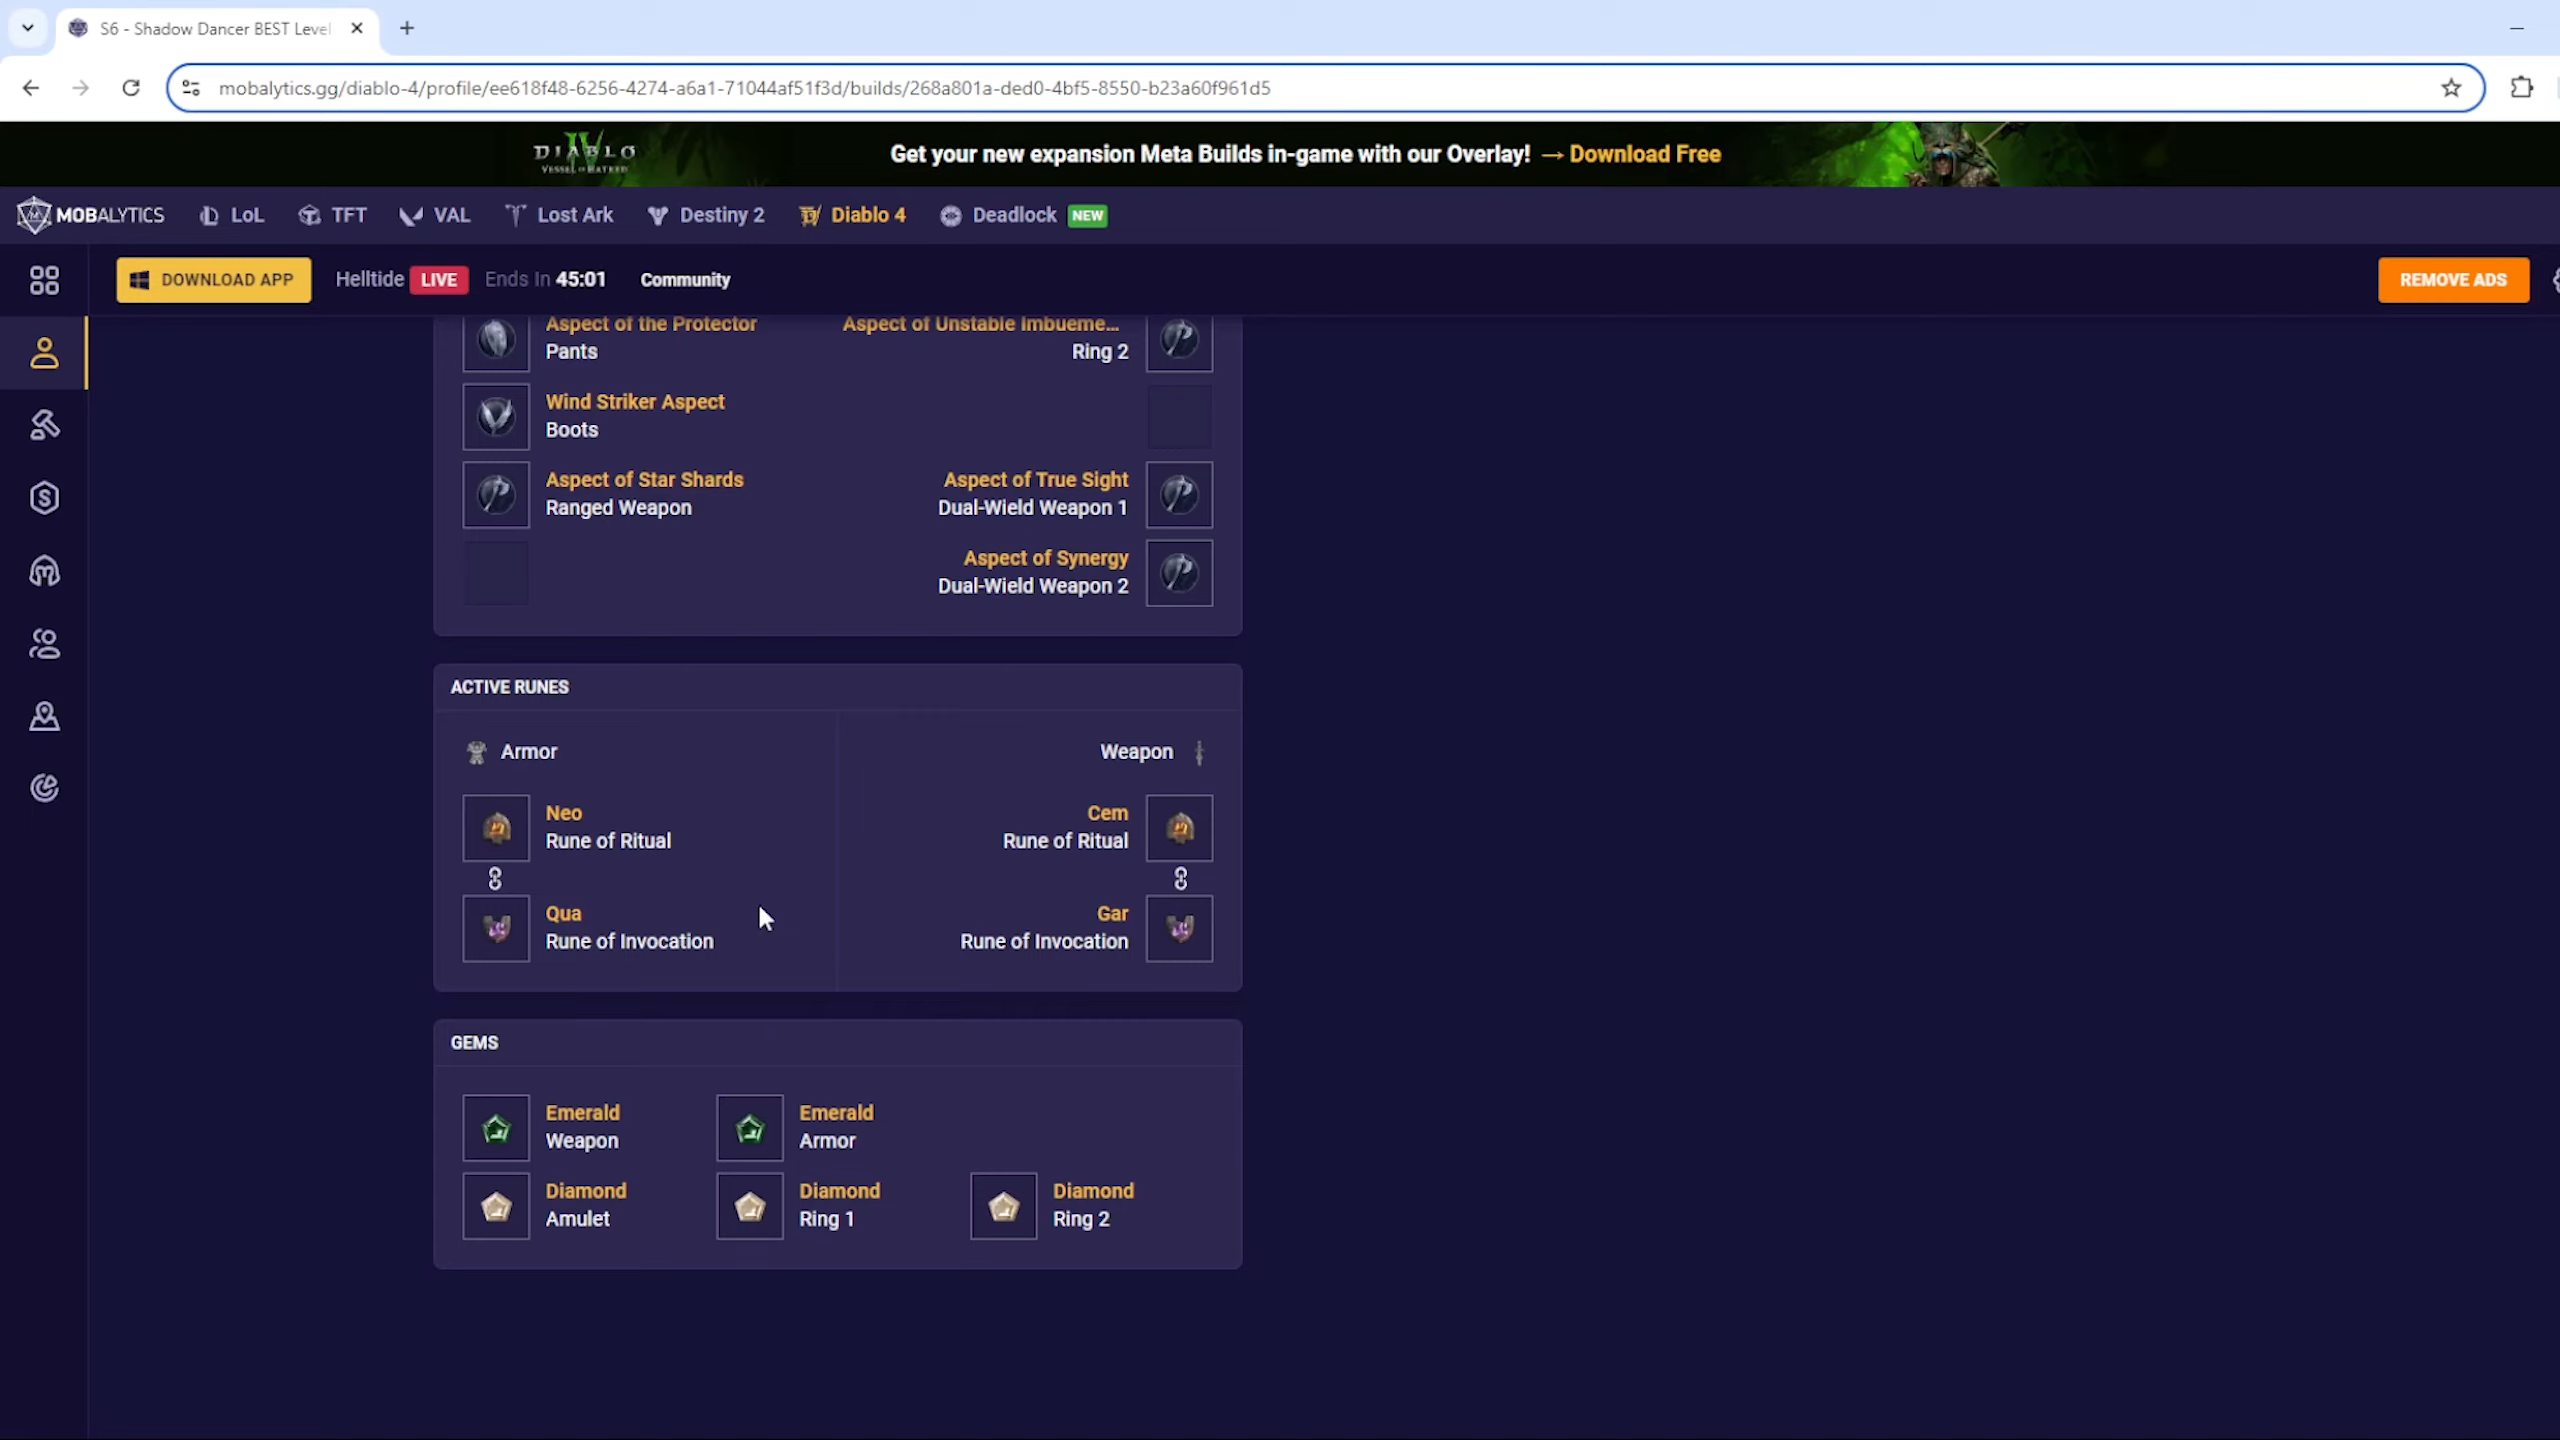 S6 - Shadow Dancer BEST Level
mobalytics.gg/diablo-4/profile/ee618f48-6256-4274-a6a1-71044af51f3d/builds/268a801a-ded0-4bf5-8550-b23a60f961d5
DIABLO IV
VESSEL OF HATRED
Get your new expansion Meta Builds in-game with our Overlay! → Download Free
MOBALYTICS LoL TFT VAL Lost Ark Destiny 2 Diablo 4 Deadlock NEW
DOWNLOAD APP Helltide LIVE Ends In 45:01 Community REMOVE ADS
Aspect of the Protector Aspect of Unstable Imbueme...
Pants Ring 2
Wind Striker Aspect
Boots
Aspect of Star Shards Aspect of True Sight
Ranged Weapon Dual-Wield Weapon 1
Aspect of Synergy
Dual-Wield Weapon 2
ACTIVE RUNES
Armor Weapon
Neo Cem
Rune of Ritual Rune of Ritual
Qua Gar
Rune of Invocation Rune of Invocation
GEMS
Emerald Emerald
Weapon Armor
Diamond Diamond Diamond
Amulet Ring 1 Ring 2